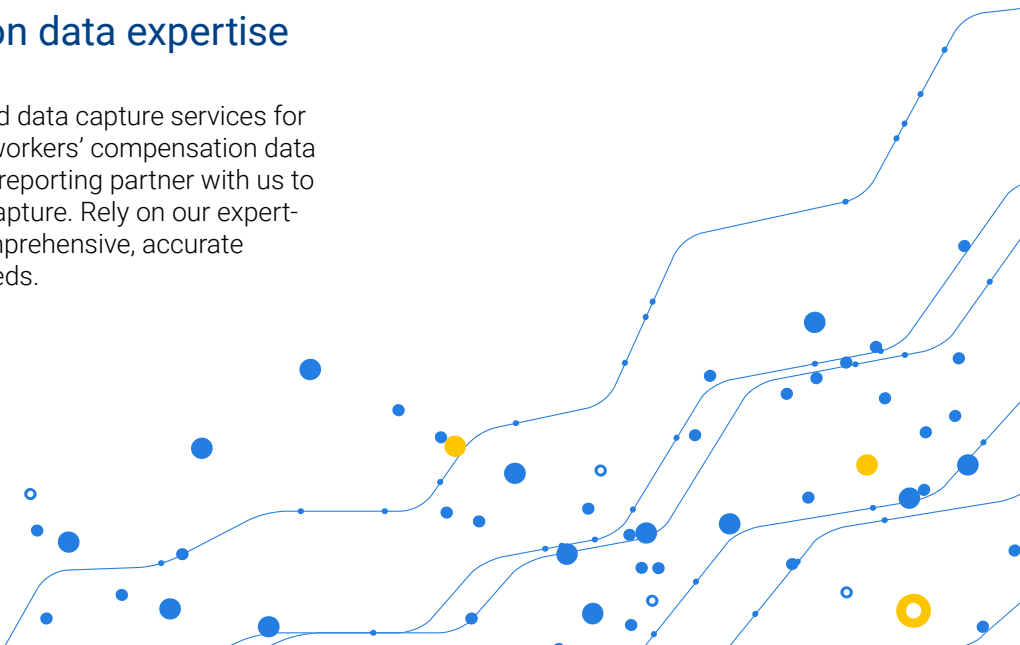 on data expertise
d data capture services for
workers’ compensation data
reporting partner with us to
apture. Rely on our expert-
mprehensive, accurate
eds.